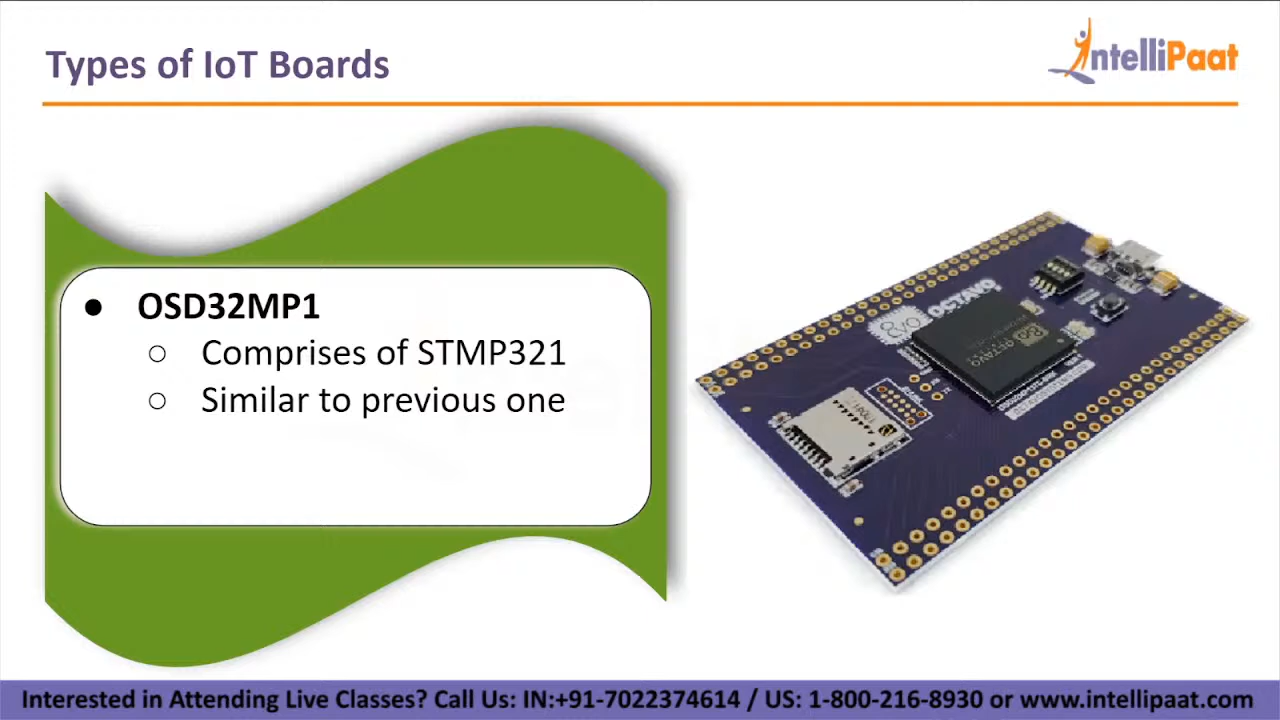 Types of IoT Boards
intelliPaat
● OSD32MP1
○ Comprises of STMP321
○ Similar to previous one
OCTAVO
OCTAVO
Interested in Attending Live Classes? Call Us: IN:+91-7022374614 / US: 1-800-216-8930 or www.intellipaat.com